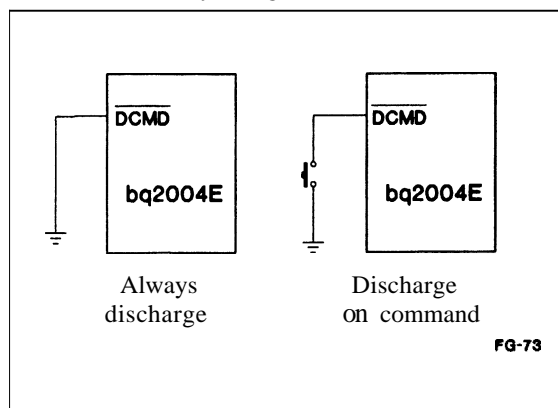 DCMD
bq2004E
Always
discharge
DCMD
bq2004E
Discharge
on command
FG-73